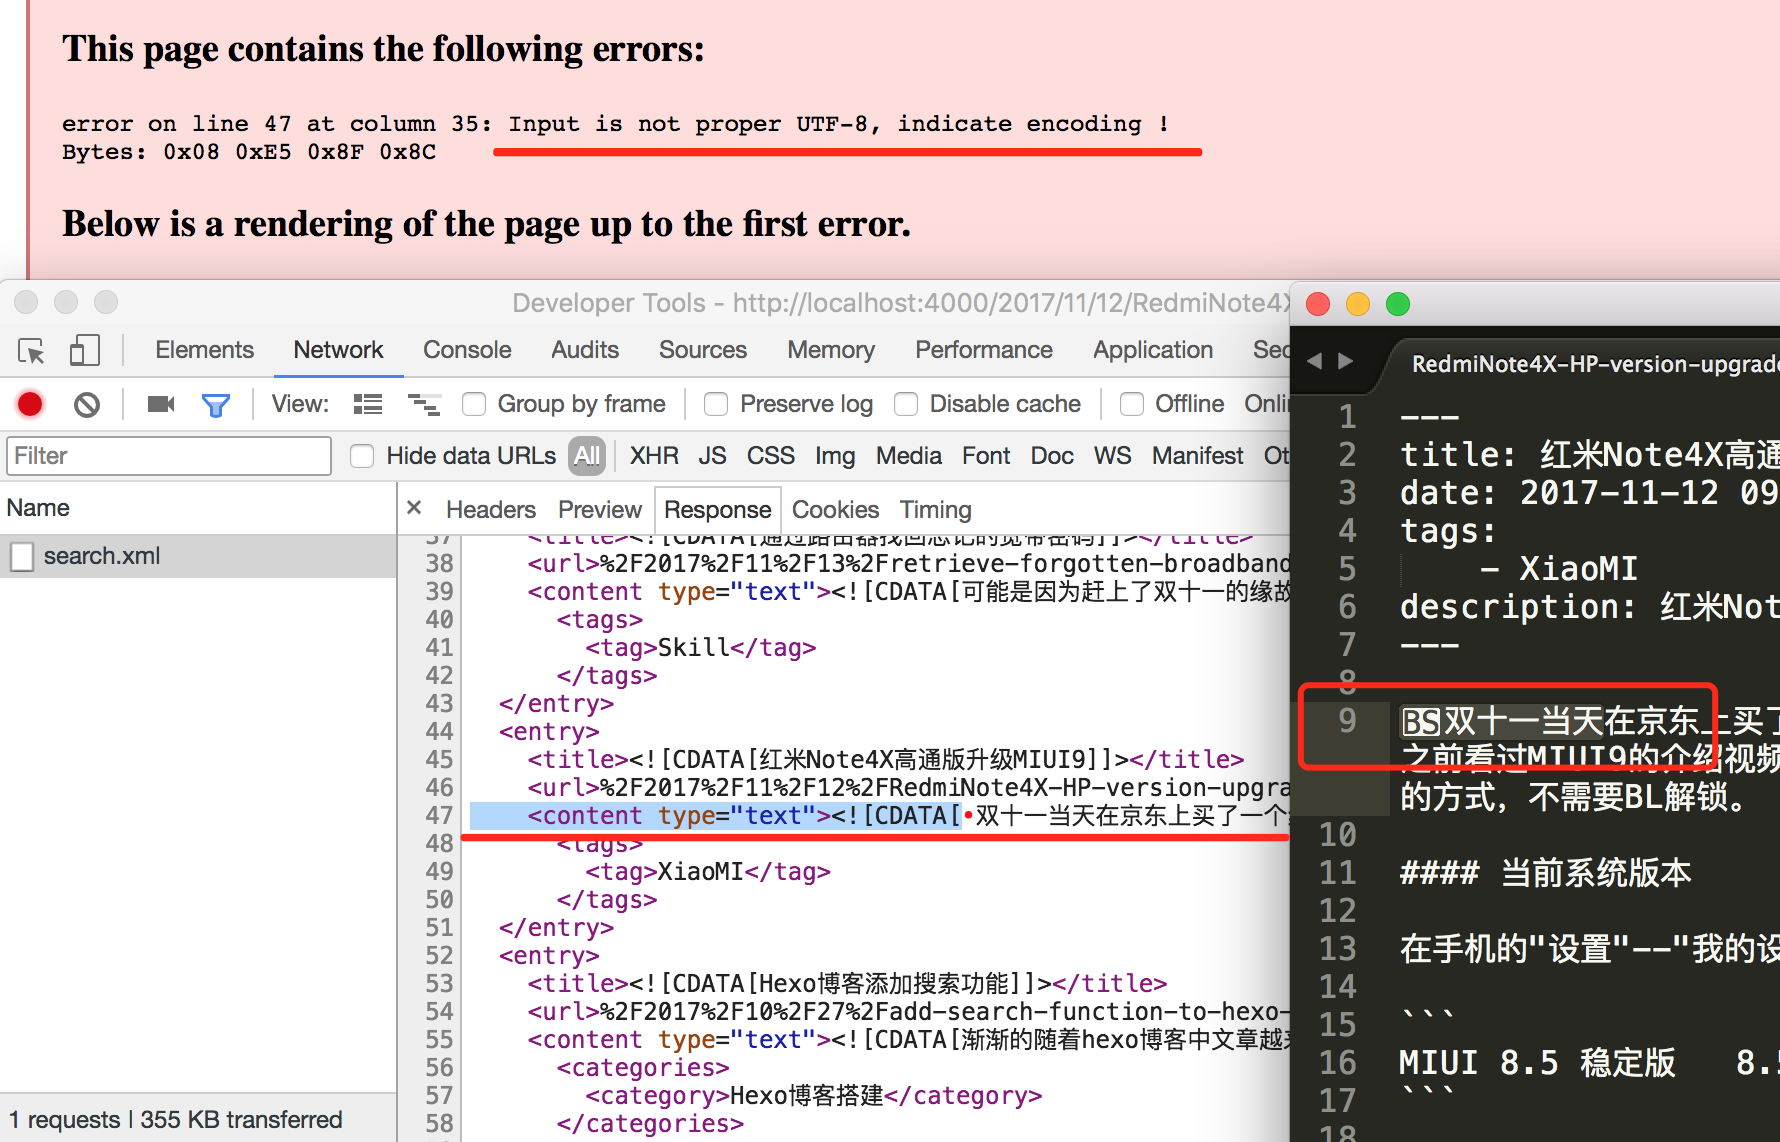 This page contains the following errors:
error on line 47 at column 35: Input is not proper UTF-8, indicate encoding !
Bytes: 0x08 0xE5 0x8F 0x8C
Below is a rendering of the page up to the first error.
Developer Tools - http://localhost:4000/2017/11/12/RedmiNote4X
Elements Network Console Audits Sources Memory Performance Application Sec
View: Group by frame Preserve log Disable cache Offline Onli
Filter Hide data URLs All XHR JS CSS Img Media Font Doc WS Manifest Ot
Name
search.xml
1 requests | 355 KB transferred
× Headers Preview Response Cookies Timing
37 <title><![CDATA[通过路由器找回忘记的宽带密码]]></title>
38 <url>%2F2017%2F11%2F13%2Fretrieve-forgotten-broadband
39 <content type="text"><![CDATA[可能是因为赶上了双十一的缘故
40 <tags>
41 <tag>Skill</tag>
42 </tags>
43 </entry>
44 <entry>
45 <title><![CDATA[红米Note4X高通版升级MIUI9]]></title>
46 <url>%2F2017%2F11%2F12%2FRedmiNote4X-HP-version-upgra
47 <content type="text"><![CDATA[•双十一当天在京东上买了一个
48 <tags>
49 <tag>XiaoMI</tag>
50 </tags>
51 </entry>
52 <entry>
53 <title><![CDATA[Hexo博客添加搜索功能]]></title>
54 <url>%2F2017%2F10%2F27%2Fadd-search-function-to-hexo-
55 <content type="text"><![CDATA[渐渐的随着hexo博客中文章越来
56 <categories>
57 <category>Hexo博客搭建</category>
58 </categories>
RedmiNote4X-HP-version-upgrade
1 ---
2 title: 红米Note4X高通
3 date: 2017-11-12 09
4 tags:
5 - XiaoMI
6 description: 红米Not
7 ---
8
9 BS双十一当天在京东上买了
之前看过MIUI9的介绍视频
的方式，不需要BL解锁。
10
11 #### 当前系统版本
12
13 在手机的"设置"--"我的设
14
15 ```
16 MIUI 8.5 稳定版 8.5
17 ```
18